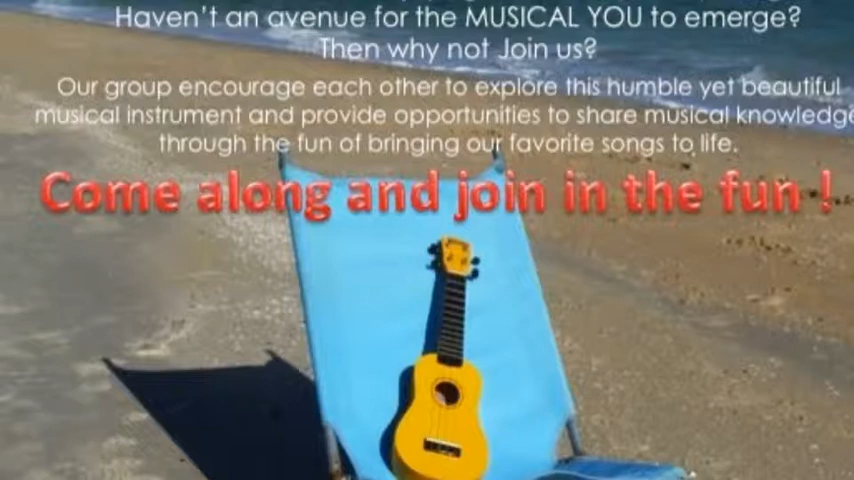 Haven't an avenue for the MUSICAL YOU to emerge?
Then why not Join us?
Our group encourage each other to explore this humble yet beautiful
musical instrument and provide opportunities to share musical knowledge
through the fun of bringing our favorite songs to life.
Come along and join in the fun !